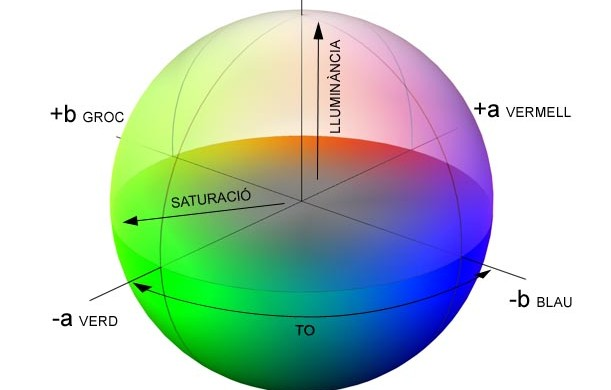 LLUMINÀNCIA
+b GROC
+a VERMELL
SATURACIÓ
-a VERD
-b BLAU
TO